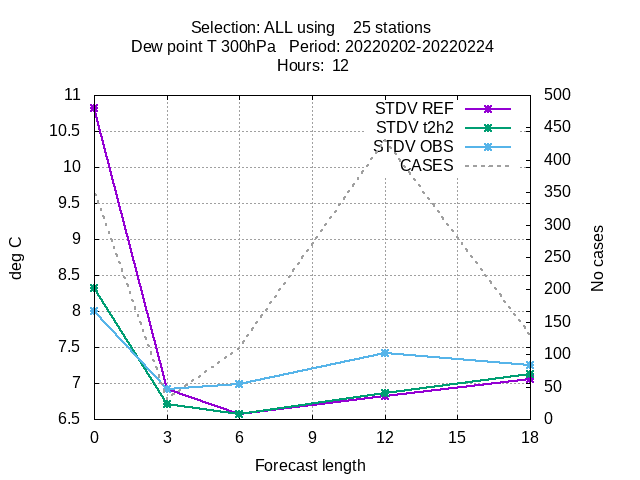 Selection: ALL using    25 stations
Dew point T 300hPa   Period: 20220202-20220224
Hours:  12
11
10.5
10
9.5
9
8.5
8
7.5
7
6.5
500
450
400
350
300
250
200
150
100
50
0
STDV REF
STDV t2h2
STDV OBS
CASES
deg C
No cases
0 3 6 9 12 15 18
Forecast length